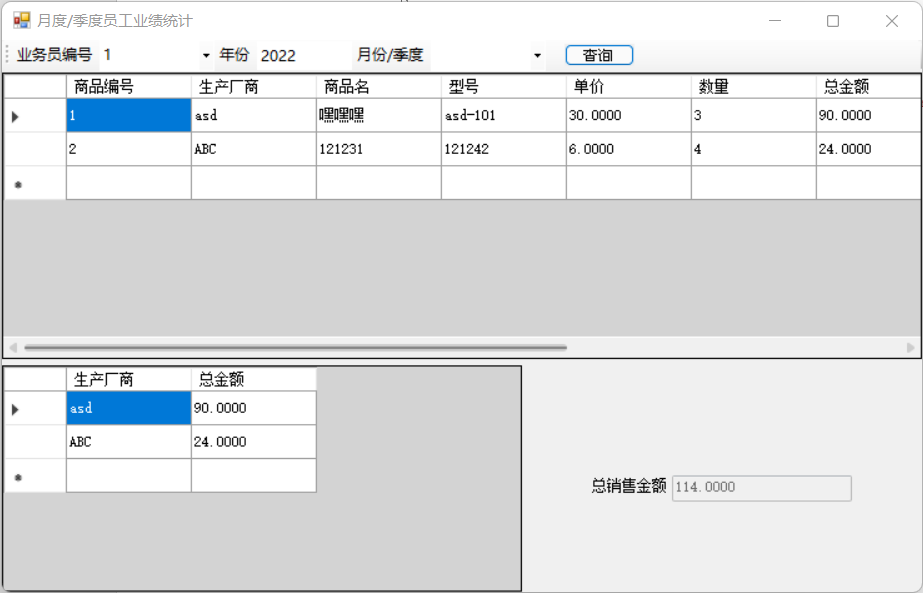 月度/季度员工业绩统计
业务员编号 1 年份 2022 月份/季度 查询
商品编号 生产厂商 商品名 型号 单价 数量 总金额
1 asd 嘿嘿嘿 asd-101 30.0000 3 90.0000
2 ABC 121231 121242 6.0000 4 24.0000
生产厂商 总金额
asd 90.0000
ABC 24.0000
总销售金额 114.0000